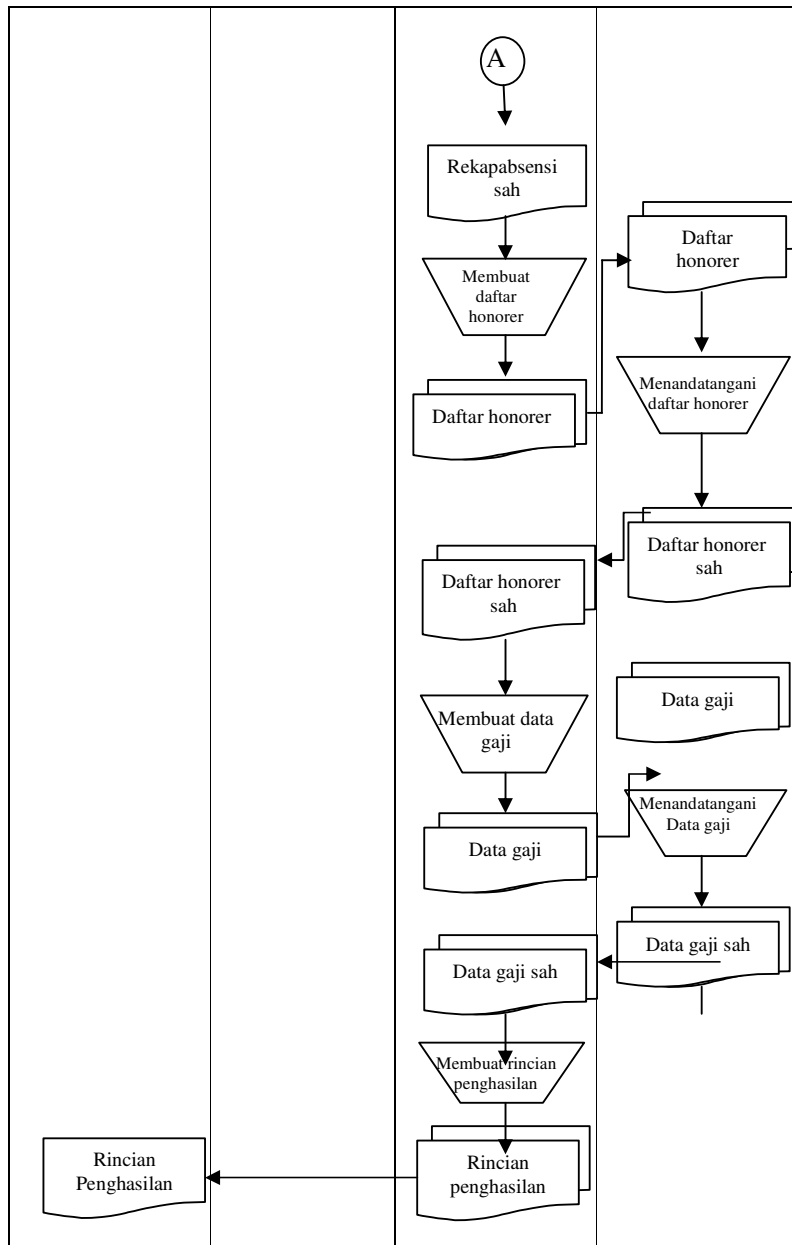 A
Rekapabsensi
sah
Daftar
honorer
Membuat
daftar
honorer
Menandatangani
daftar honorer
Daftar honorer
Daftar honorer
sah
Daftar honorer
sah
Data gaji
Membuat data
gaji
Menandatangani
Data gaji
Data gaji
Data gaji sah
Data gaji sah
Membuat rincian
penghasilan
Rincian
Penghasilan
Rincian
penghasilan